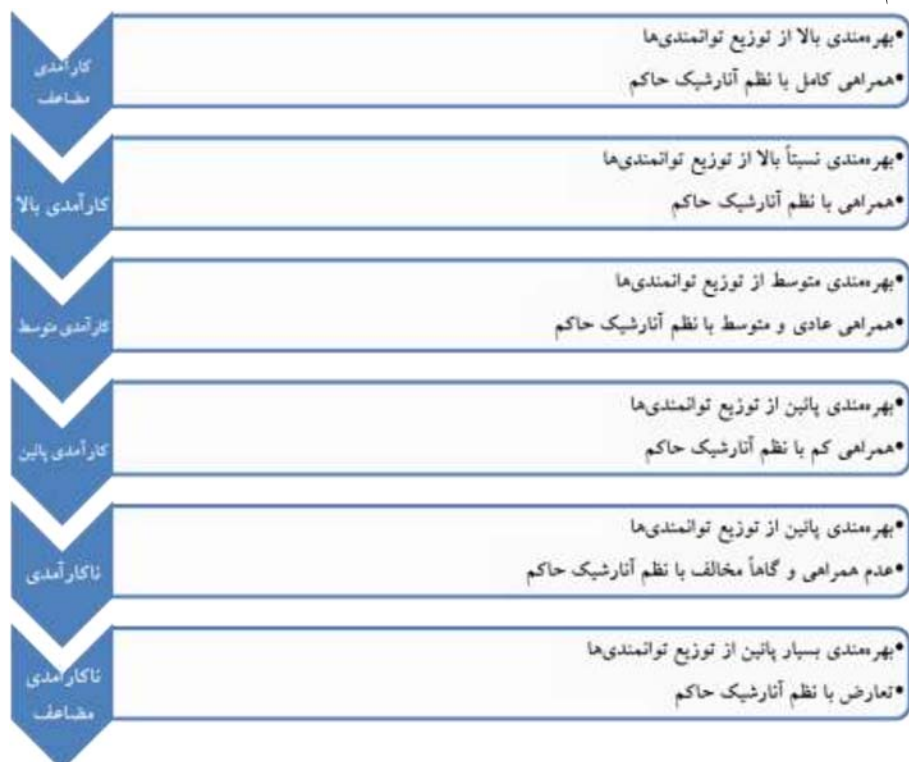 کارآمدی
مضاعف
•بهره‌مندی بالا از توزیع توانمندی‌ها
•همراهی کامل با نظم آنارشیک حاکم
کارآمدی بالا
•بهره‌مندی نسبتاً بالا از توزیع توانمندی‌ها
•همراهی با نظم آنارشیک حاکم
کارآمدی متوسط
•بهره‌مندی متوسط از توزیع توانمندی‌ها
•همراهی عادی و متوسط با نظم آنارشیک حاکم
کارآمدی پائین
•بهره‌مندی پائین از توزیع توانمندی‌ها
•همراهی کم با نظم آنارشیک حاکم
ناکارآمدی
•بهره‌مندی پائین از توزیع توانمندی‌ها
•عدم همراهی و گاهاً مخالف با نظم آنارشیک حاکم
ناکارآمدی
مضاعف
•بهره‌مندی بسیار پائین از توزیع توانمندی‌ها
•تعارض با نظم آنارشیک حاکم